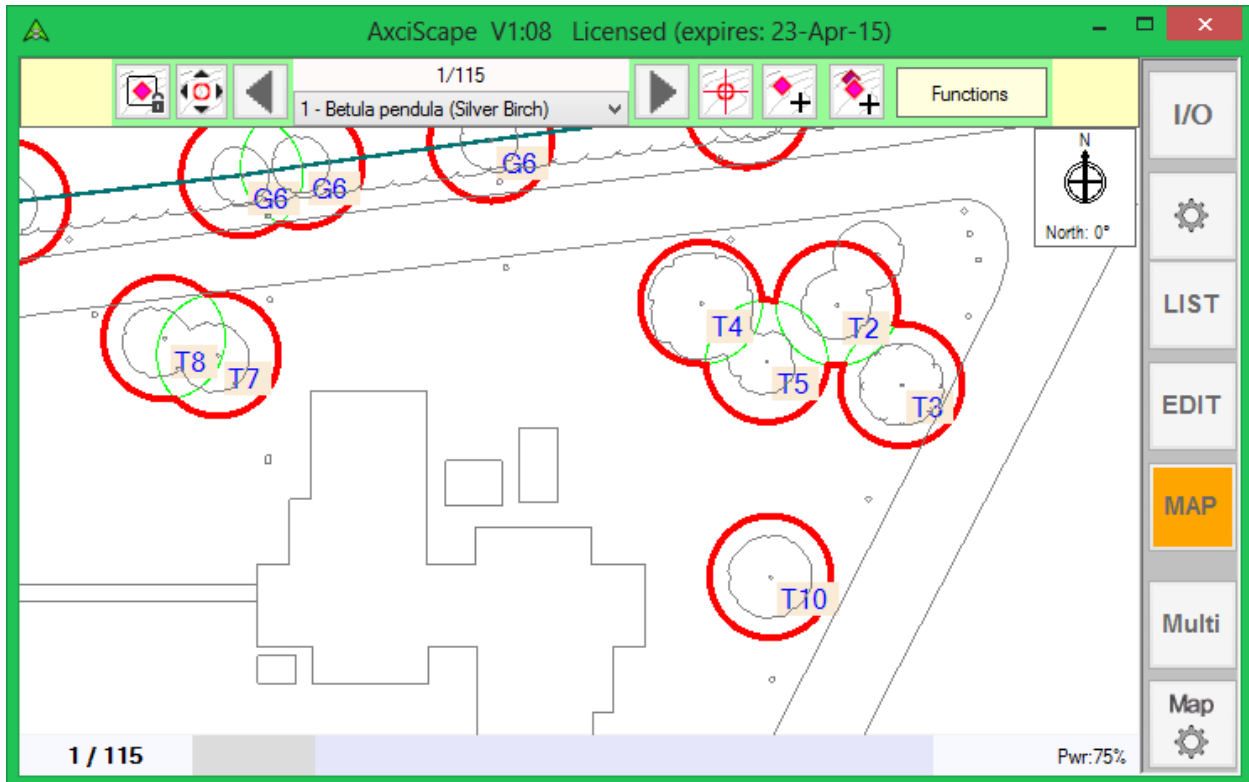 AxciScape V1:08 Licensed (expires: 23-Apr-15)
1/115
1 - Betula pendula (Silver Birch)
Functions
I/O
LIST
EDIT
MAP
Multi
Map
N
North: 0°
G6
G6
G6
T4
T2
T8
T7
T5
T3
T10
1 / 115
Pwr:75%